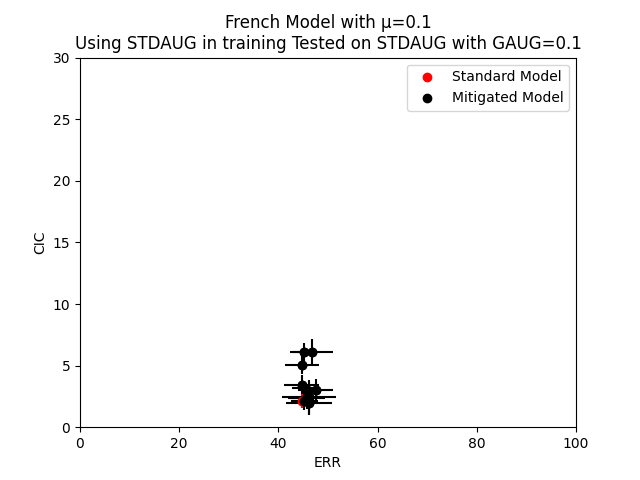 French Model with μ=0.1
Using STDAUG in training Tested on STDAUG with GAUG=0.1
Standard Model
Mitigated Model
30
25
20
15
10
5
0
CIC
0 20 40 60 80 100
ERR